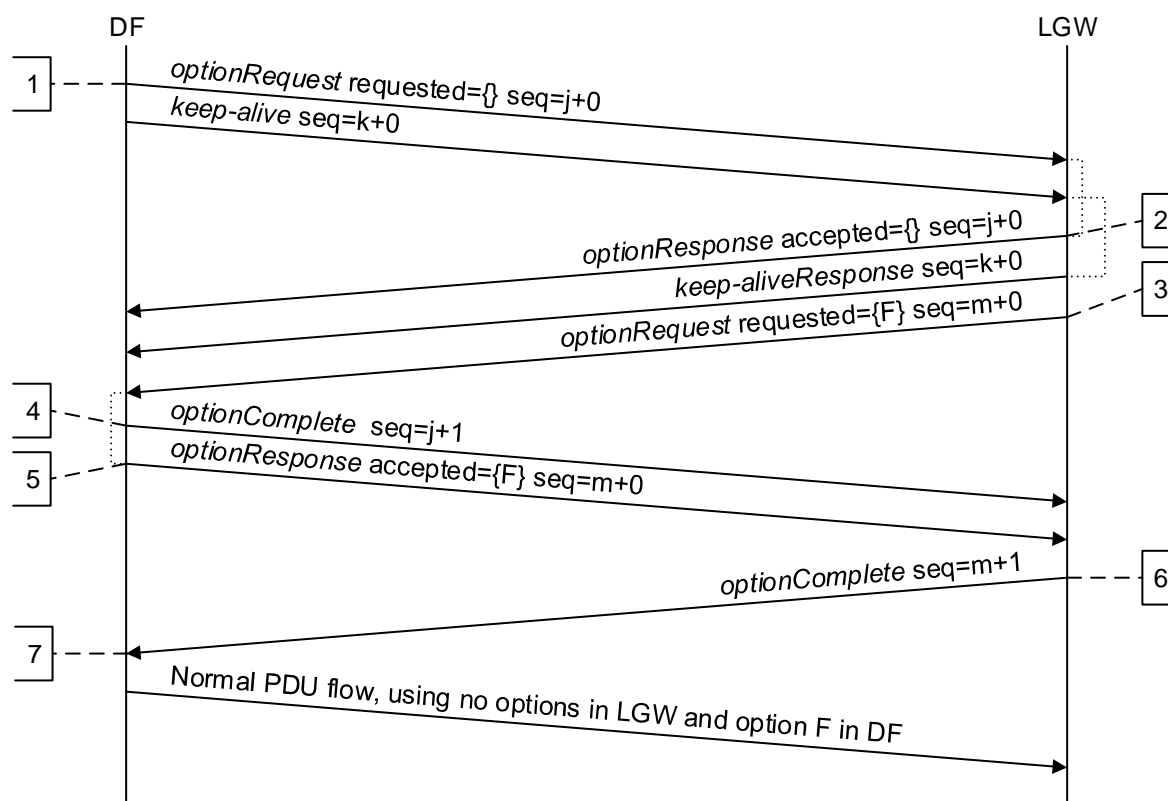 DF
LGW
1
optionRequest requested={} seq=j+0
keep-alive seq=k+0
2
optionResponse accepted={} seq=j+0
keep-aliveResponse seq=k+0
3
optionRequest requested={F} seq=m+0
4
optionComplete seq=j+1
5
optionResponse accepted={F} seq=m+0
6
optionComplete seq=m+1
7
Normal PDU flow, using no options in LGW and option F in DF